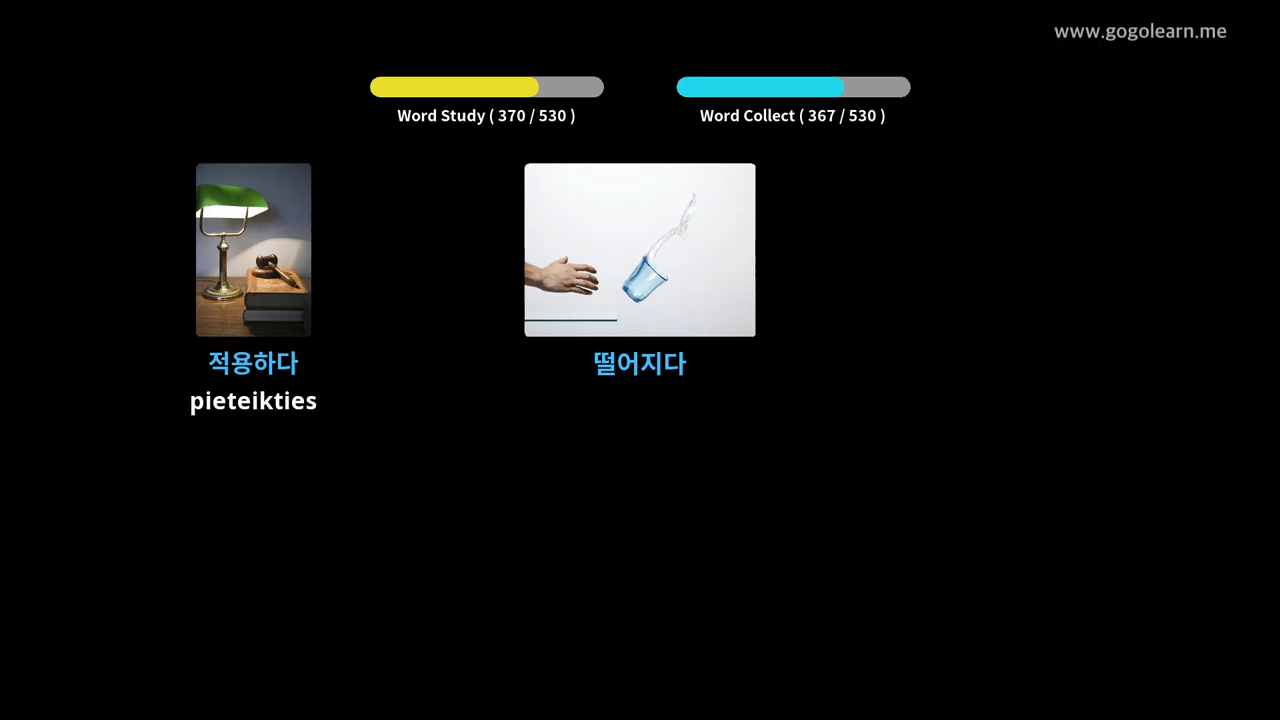 www.gogolearn.me
Word Study ( 370 / 530 )
Word Collect ( 367 / 530 )
적용하다
떨어지다
pieteikties